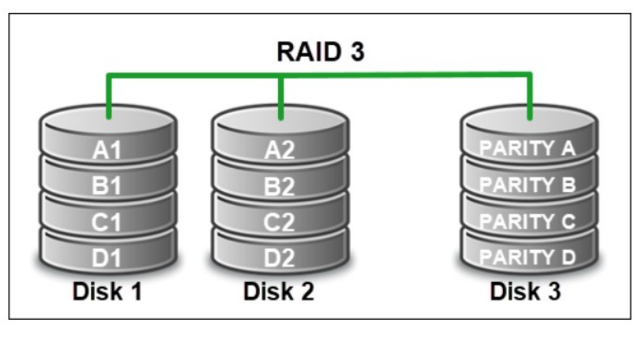 RAID 3
A1 A2 PARITY A
B1 B2 PARITY B
C1 C2 PARITY C
D1 D2 PARITY D
Disk 1 Disk 2 Disk 3